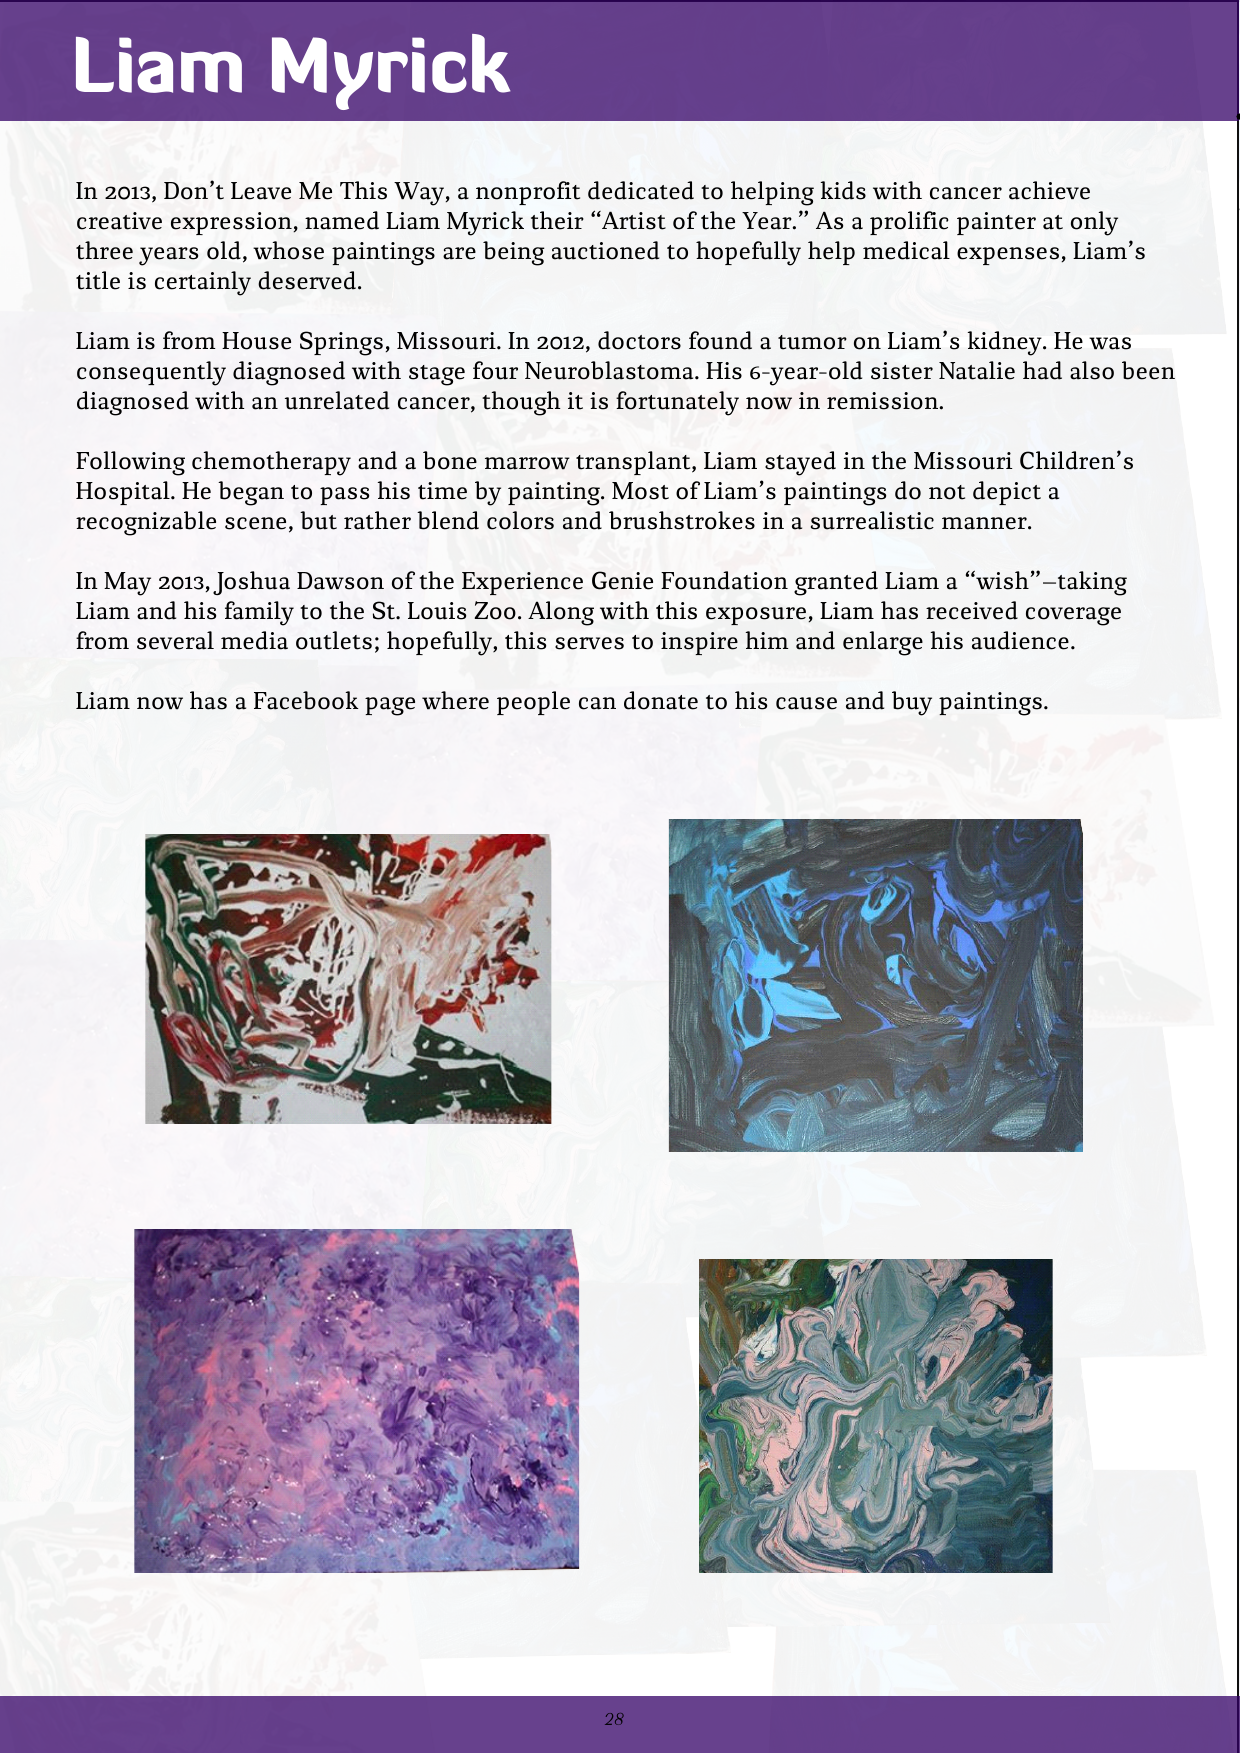 Liam Myrick
In 2013, Don’t Leave Me This Way, a nonprofit dedicated to helping kids with cancer achieve
creative expression, named Liam Myrick their “Artist of the Year.” As a prolific painter at only
three years old, whose paintings are being auctioned to hopefully help medical expenses, Liam’s
title is certainly deserved.
Liam is from House Springs, Missouri. In 2012, doctors found a tumor on Liam’s kidney. He was
consequently diagnosed with stage four Neuroblastoma. His 6-year-old sister Natalie had also been
diagnosed with an unrelated cancer, though it is fortunately now in remission.
Following chemotherapy and a bone marrow transplant, Liam stayed in the Missouri Children’s
Hospital. He began to pass his time by painting. Most of Liam’s paintings do not depict a
recognizable scene, but rather blend colors and brushstrokes in a surrealistic manner.
In May 2013, Joshua Dawson of the Experience Genie Foundation granted Liam a “wish”–taking
Liam and his family to the St. Louis Zoo. Along with this exposure, Liam has received coverage
from several media outlets; hopefully, this serves to inspire him and enlarge his audience.
Liam now has a Facebook page where people can donate to his cause and buy paintings.
28